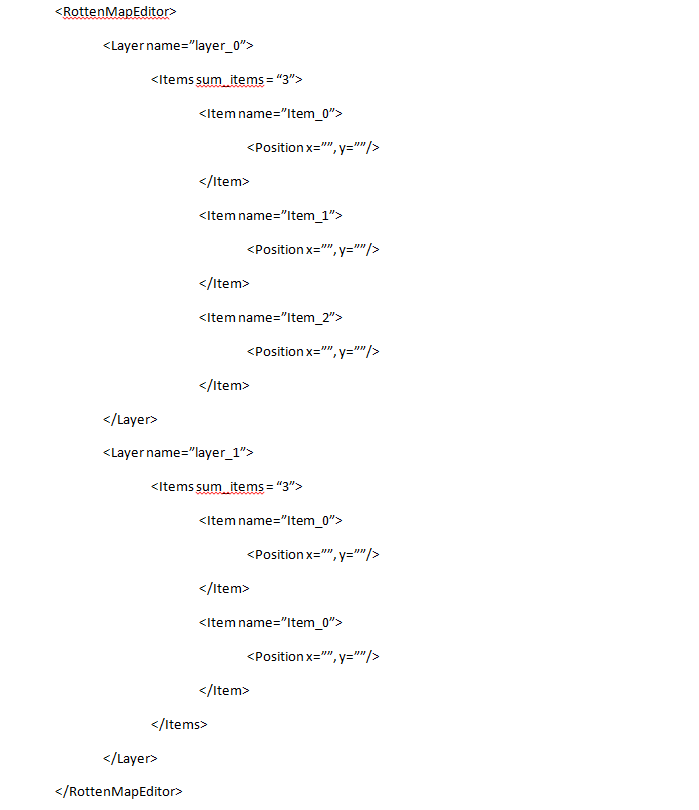 <RottenMapEditor>
<Layer name=”layer_0”>
<Items sum_items = “3”>
<Item name=”Item_0”>
<Position x=””, y=””/>
</Item>
<Item name=”Item_1”>
<Position x=””, y=””/>
</Item>
<Item name=”Item_2”>
<Position x=””, y=””/>
</Item>
</Layer>
<Layer name=”layer_1”>
<Items sum_items = “3”>
<Item name=”Item_0”>
<Position x=””, y=””/>
</Item>
<Item name=”Item_0”>
<Position x=””, y=””/>
</Item>
</Items>
</Layer>
</RottenMapEditor>